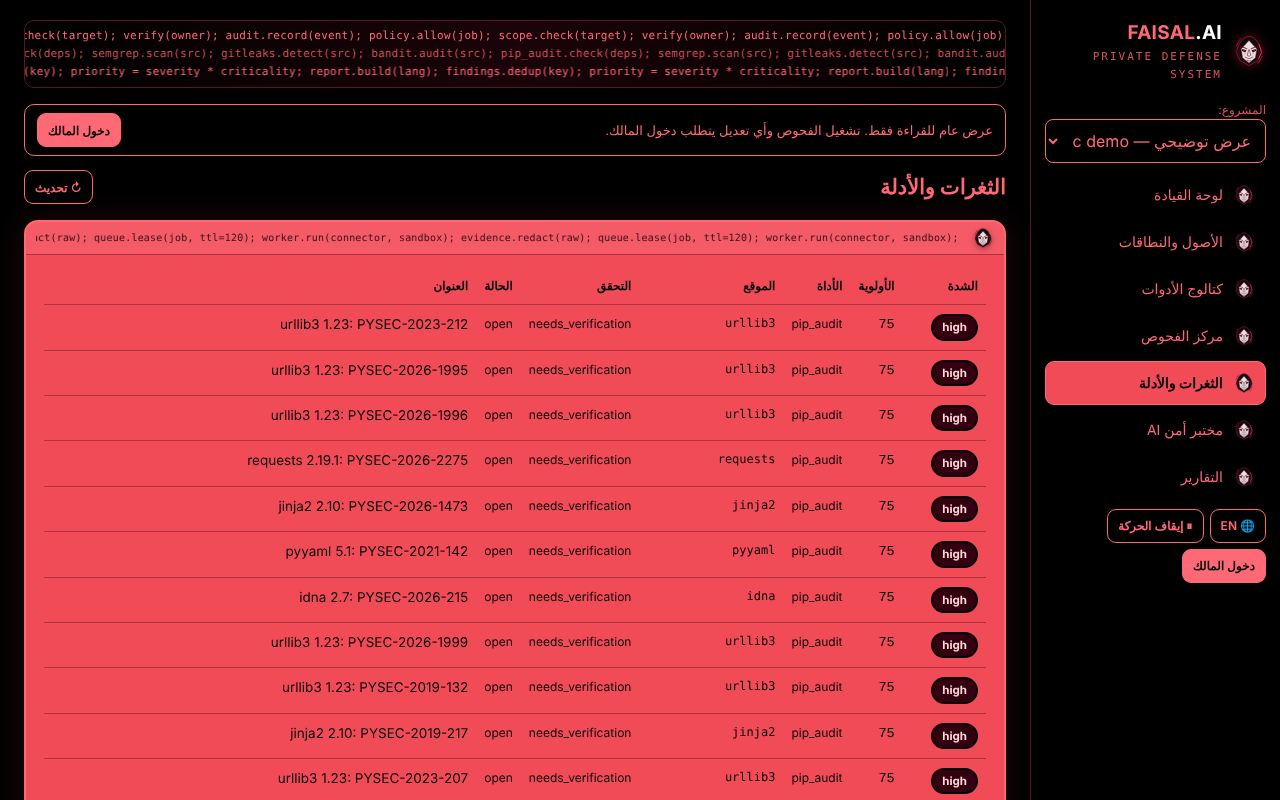 FAISAL.AI
PRIVATE DEFENSE
SYSTEM
المشروع:
عرض توضيحي — c demo
لوحة القيادة
الأصول والنطاقات
كتالوج الأدوات
مركز الفحوص
الثغرات والأدلة
مختبر أمن AI
التقارير
🌐 EN
⏸ إيقاف الحركة
دخول المالك
check(target); verify(owner); audit.record(event); policy.allow(job); scope.check(target); verify(owner); audit.record(event); policy.allow(job)
ck(deps); semgrep.scan(src); gitleaks.detect(src); bandit.audit(src); pip_audit.check(deps); semgrep.scan(src); gitleaks.detect(src); bandit.aud
(key); priority = severity * criticality; report.build(lang); findings.dedup(key); priority = severity * criticality; report.build(lang); findin
عرض عام للقراءة فقط. تشغيل الفحوص وأي تعديل يتطلب دخول المالك.
دخول المالك
الثغرات والأدلة
↻ تحديث
act(raw); queue.lease(job, ttl=120); worker.run(connector, sandbox); evidence.redact(raw); queue.lease(job, ttl=120); worker.run(connector, sandbox);
الشدة الأولوية الأداة الموقع التحقق الحالة العنوان
high 75 pip_audit urllib3 needs_verification open urllib3 1.23: PYSEC-2023-212
high 75 pip_audit urllib3 needs_verification open urllib3 1.23: PYSEC-2026-1995
high 75 pip_audit urllib3 needs_verification open urllib3 1.23: PYSEC-2026-1996
high 75 pip_audit requests needs_verification open requests 2.19.1: PYSEC-2026-2275
high 75 pip_audit jinja2 needs_verification open jinja2 2.10: PYSEC-2026-1473
high 75 pip_audit pyyaml needs_verification open pyyaml 5.1: PYSEC-2021-142
high 75 pip_audit idna needs_verification open idna 2.7: PYSEC-2026-215
high 75 pip_audit urllib3 needs_verification open urllib3 1.23: PYSEC-2026-1999
high 75 pip_audit urllib3 needs_verification open urllib3 1.23: PYSEC-2019-132
high 75 pip_audit jinja2 needs_verification open jinja2 2.10: PYSEC-2019-217
high 75 pip_audit urllib3 needs_verification open urllib3 1.23: PYSEC-2023-207